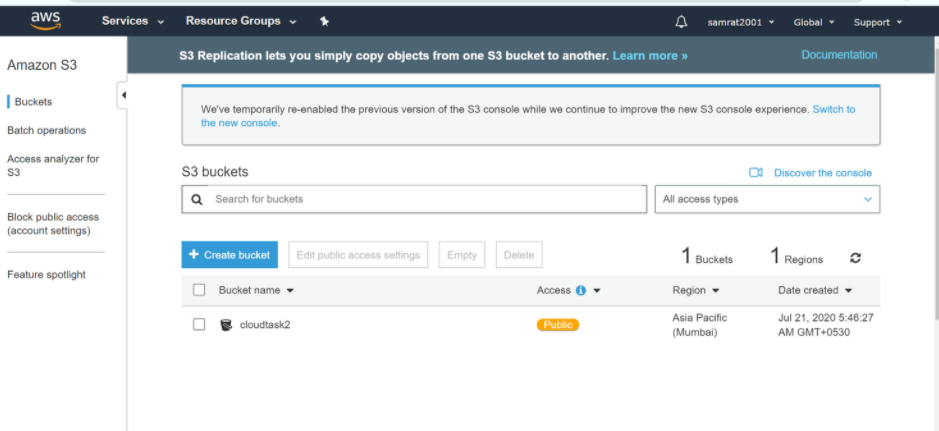 aws Services Resource Groups samrat2001 Global Support
S3 Replication lets you simply copy objects from one S3 bucket to another. Learn more » Documentation
Amazon S3
Buckets
Batch operations
Access analyzer for
S3
Block public access
(account settings)
Feature spotlight
We've temporarily re-enabled the previous version of the S3 console while we continue to improve the new S3 console experience. Switch to
the new console.
S3 buckets Discover the console
Search for buckets All access types
+ Create bucket Edit public access settings Empty Delete 1 Buckets 1 Regions
Bucket name Access Region Date created
cloudtask2 Public Asia Pacific
(Mumbai) Jul 21, 2020 5:46:27
AM GMT+0530